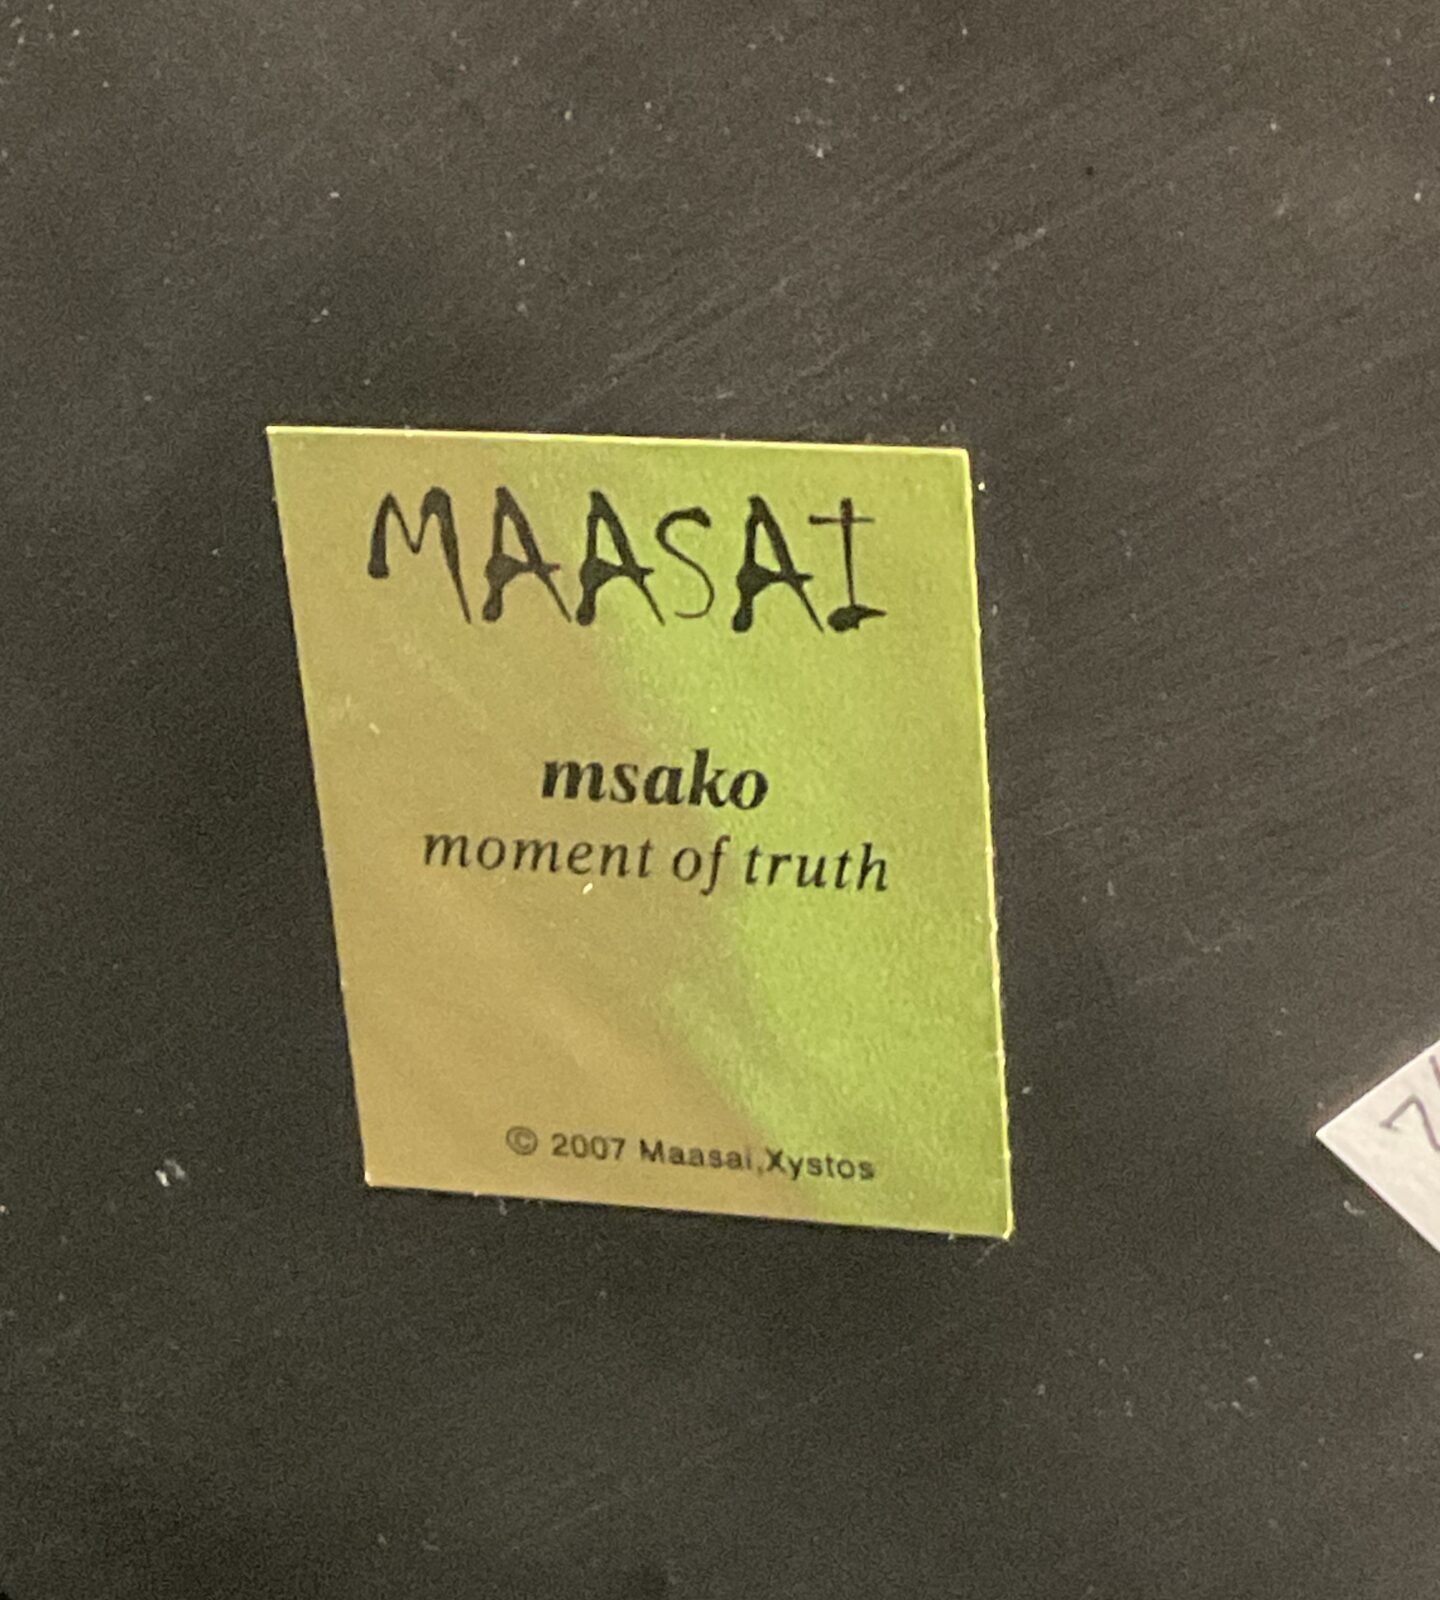 MAASAI
msako
moment of truth
© 2007 Maasai,Xystos